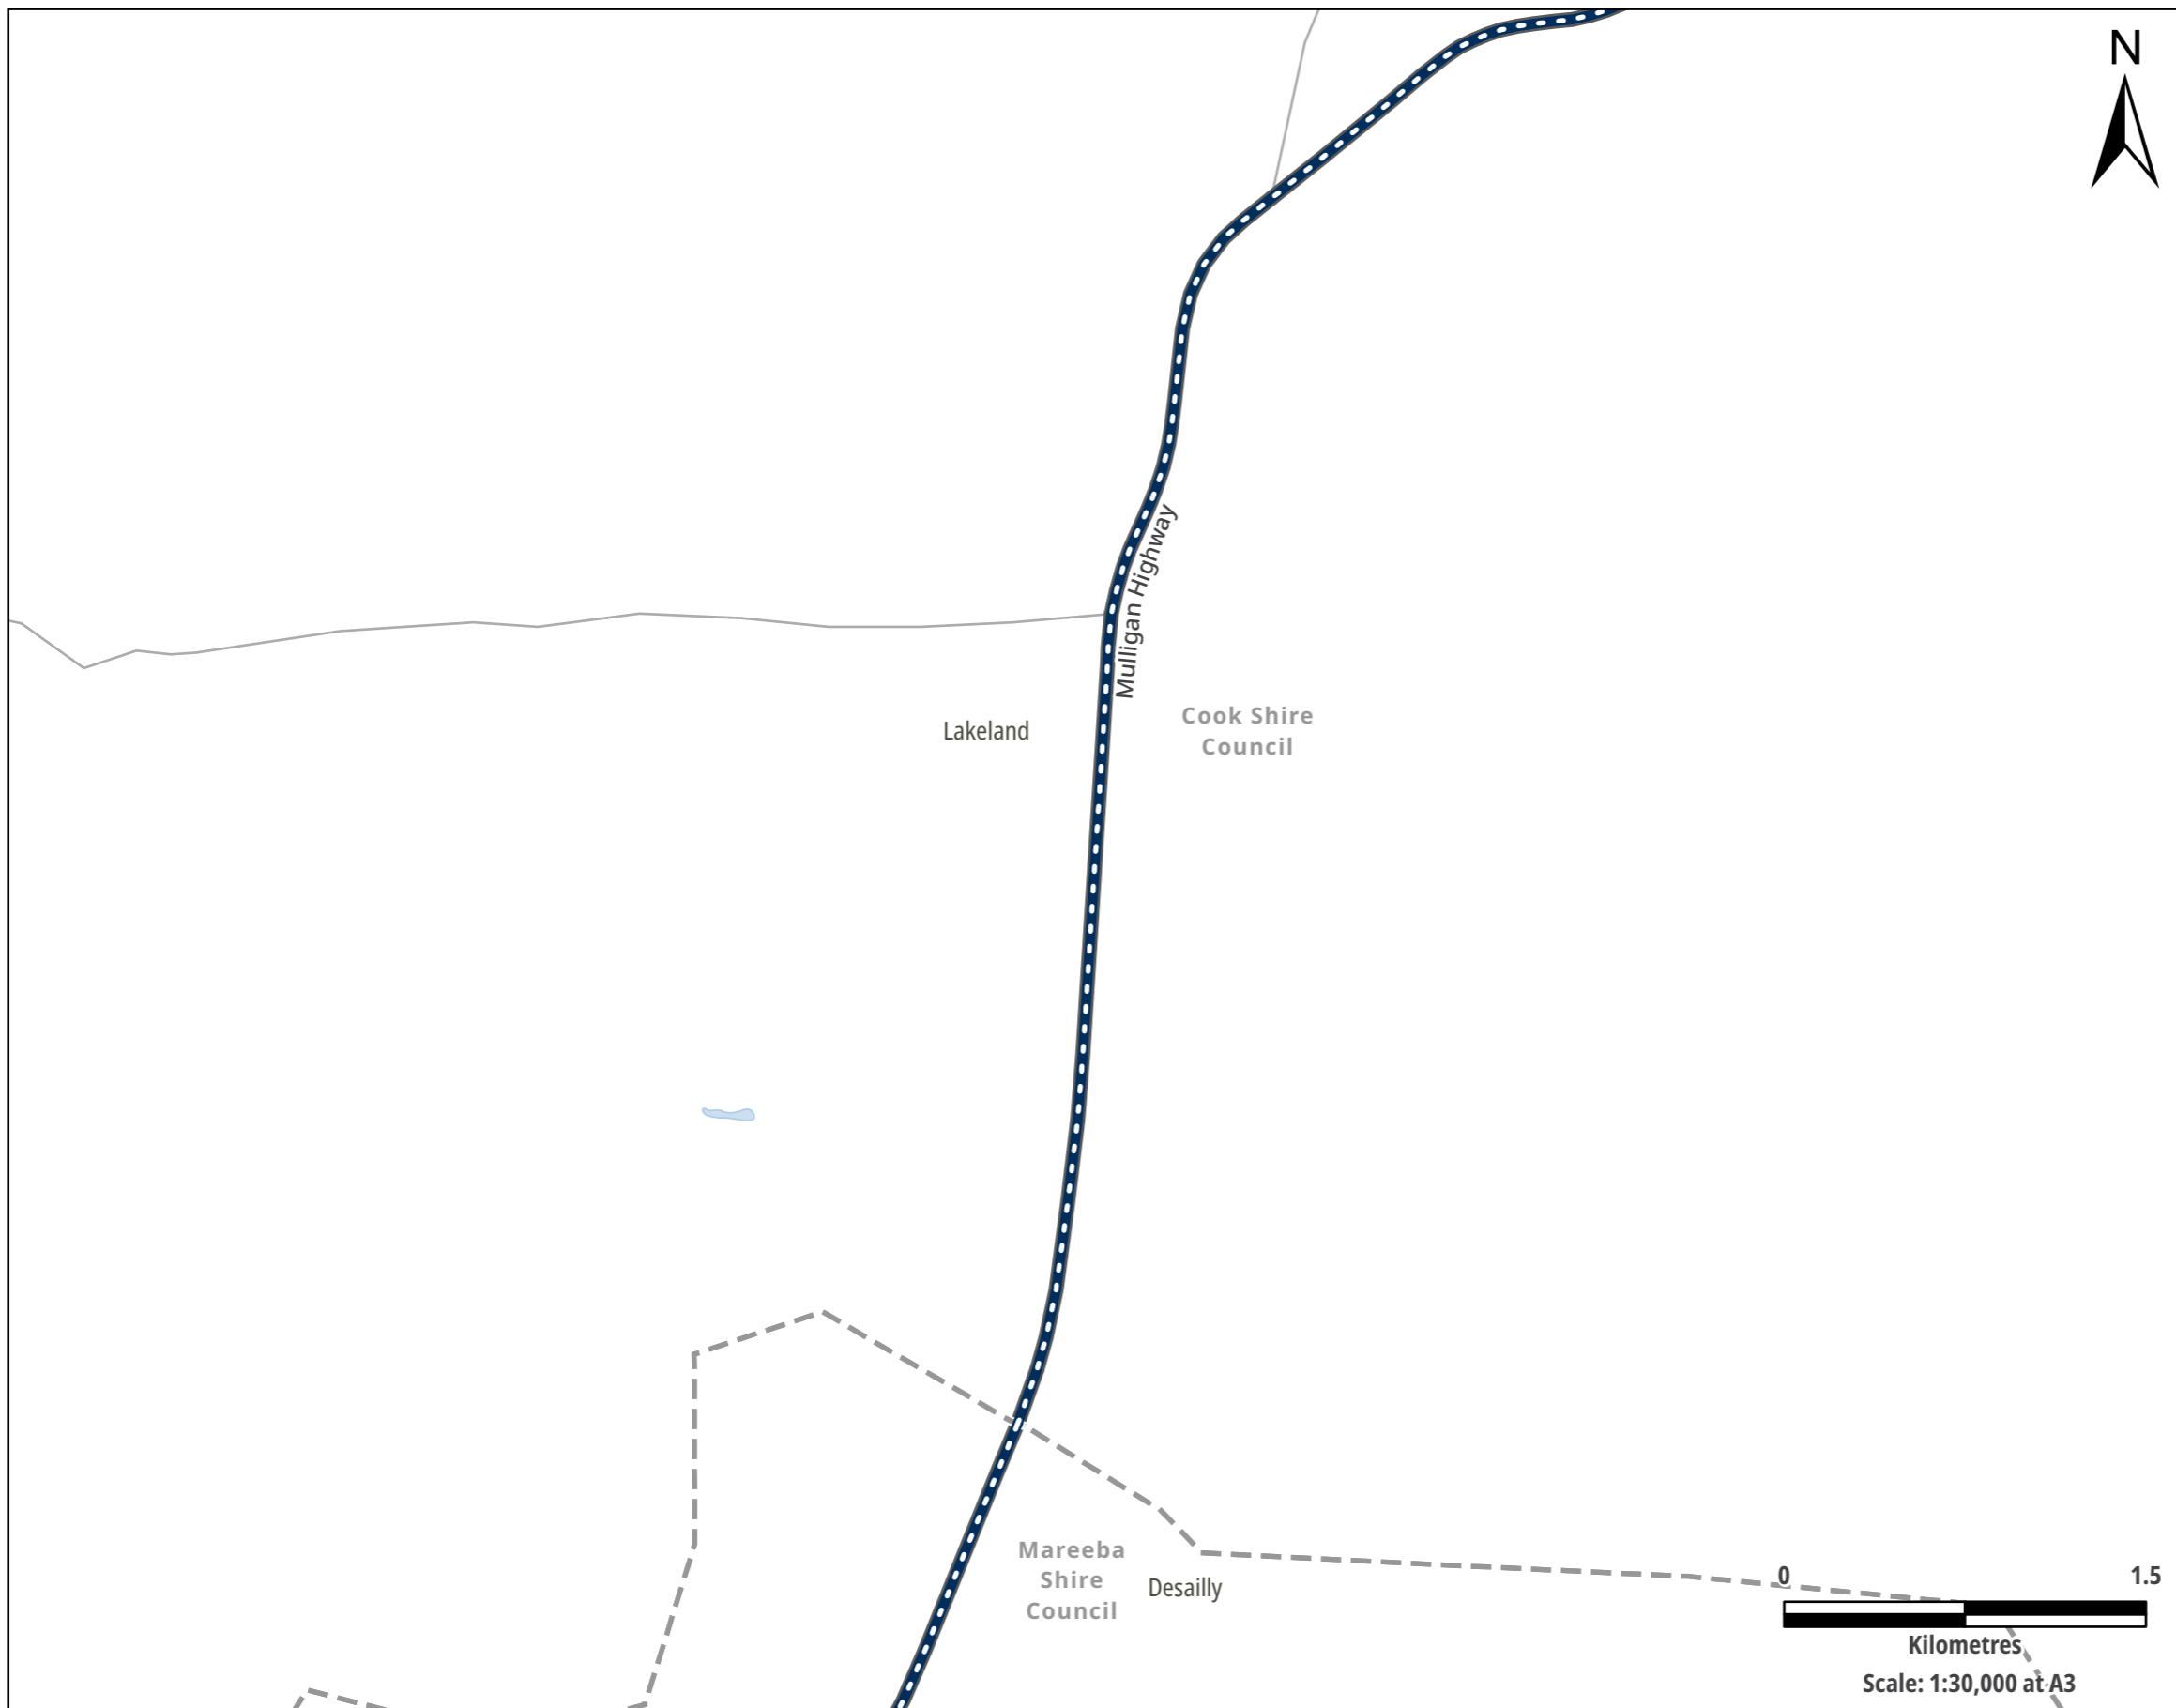 N
Mulligan Highway
Lakeland
Cook Shire
Council
Mareeba
Shire
Council
Desailly
0 1.5
Kilometres
Scale: 1:30,000 at A3